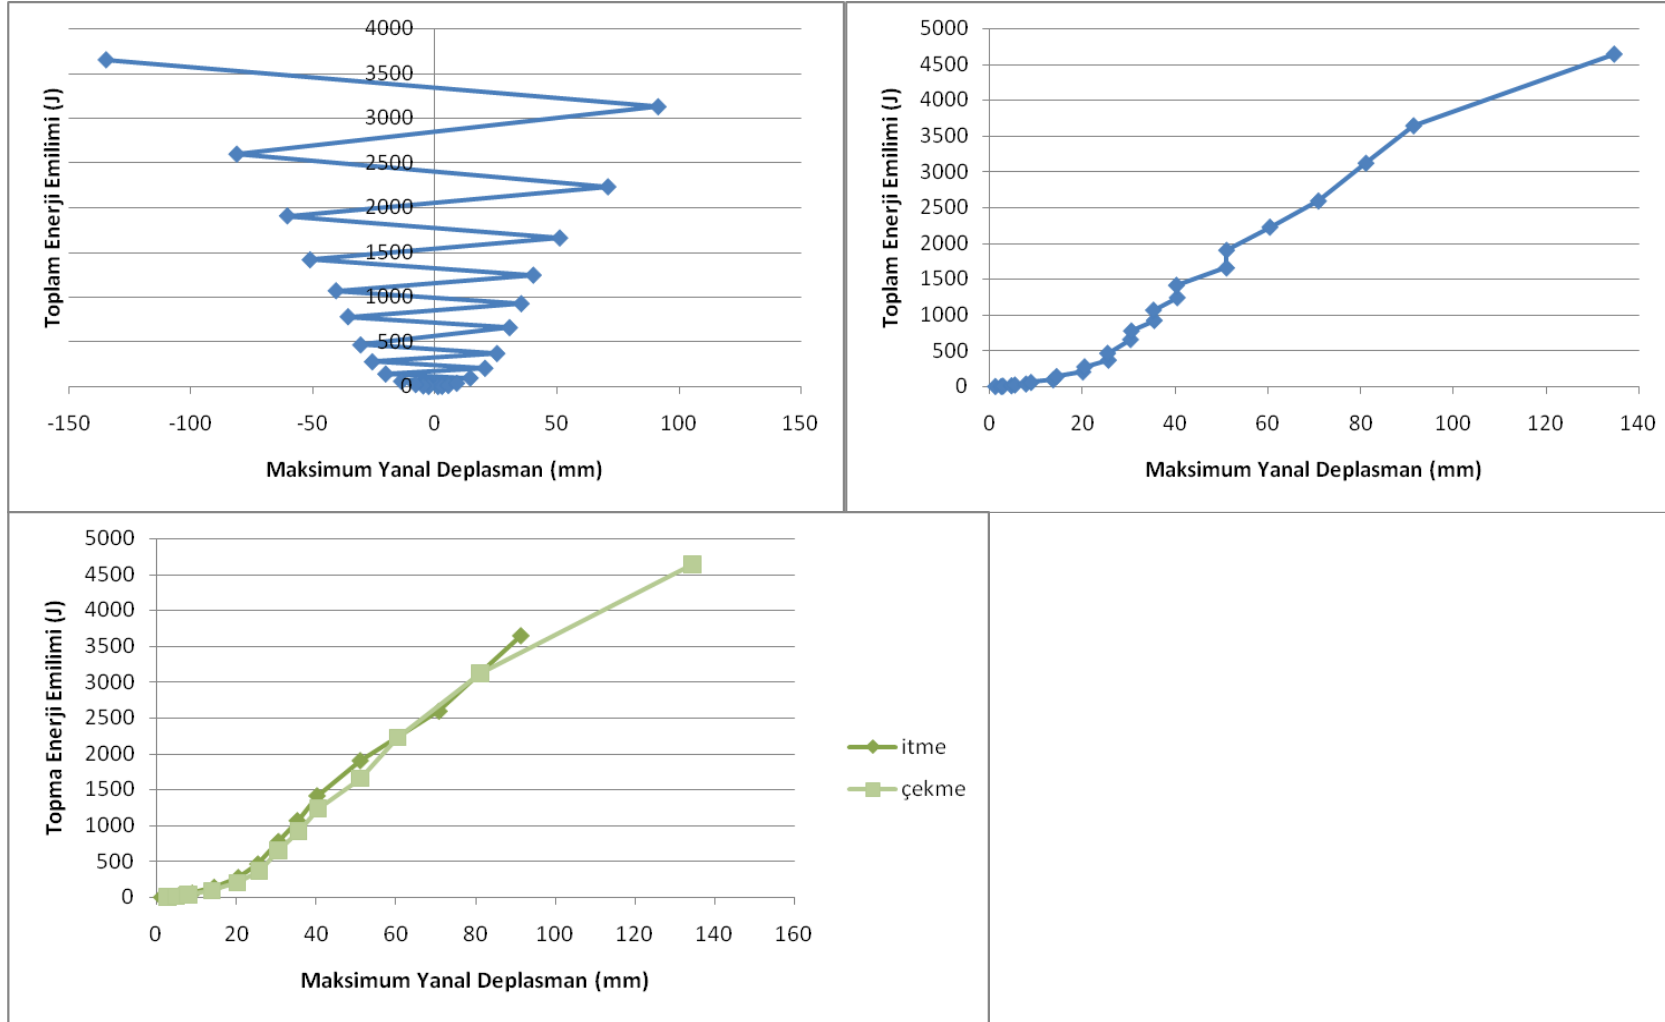 4000
3500
3000
2500
2000
1500
1000
500
0
-150 -100 -50 0 50 100 150
Toplam Enerji Emilimi (J)
Maksimum Yanal Deplasman (mm)
5000
4500
4000
3500
3000
2500
2000
1500
1000
500
0
0 20 40 60 80 100 120 140
Toplam Enerji Emilimi (J)
Maksimum Yanal Deplasman (mm)
5000
4500
4000
3500
3000
2500
2000
1500
1000
500
0
0 20 40 60 80 100 120 140 160
Topma Enerji Emilimi (J)
Maksimum Yanal Deplasman (mm)
itme
çekme